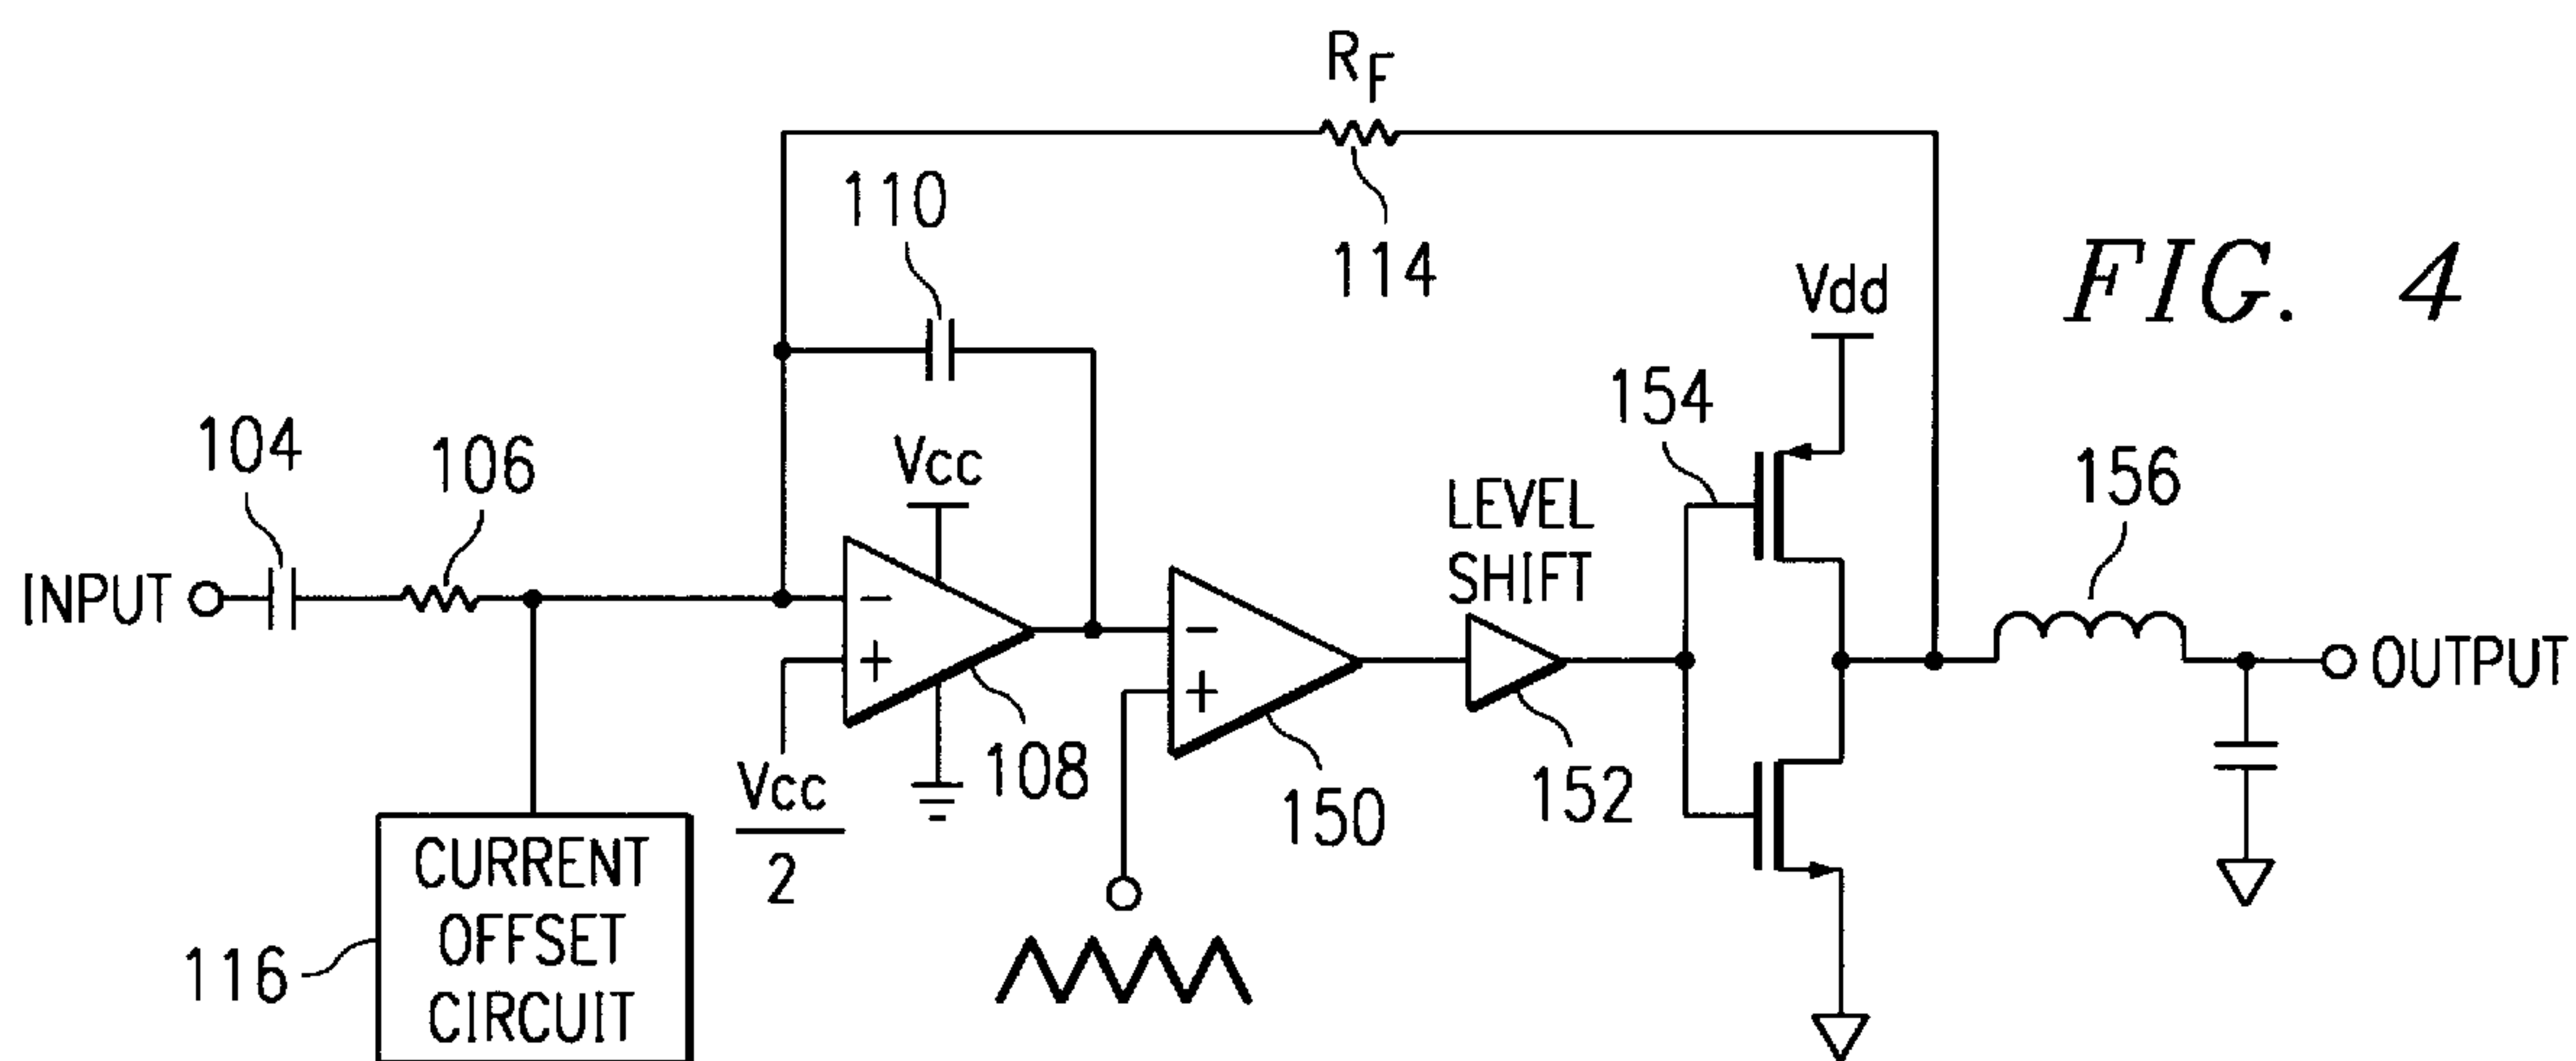 R_F
110
114
FIG. 4
Vdd
154
104
106
Vcc
LEVEL
SHIFT
156
INPUT
−
+
−
+
OUTPUT
108
Vcc
2
150
152
CURRENT
OFFSET
CIRCUIT
116